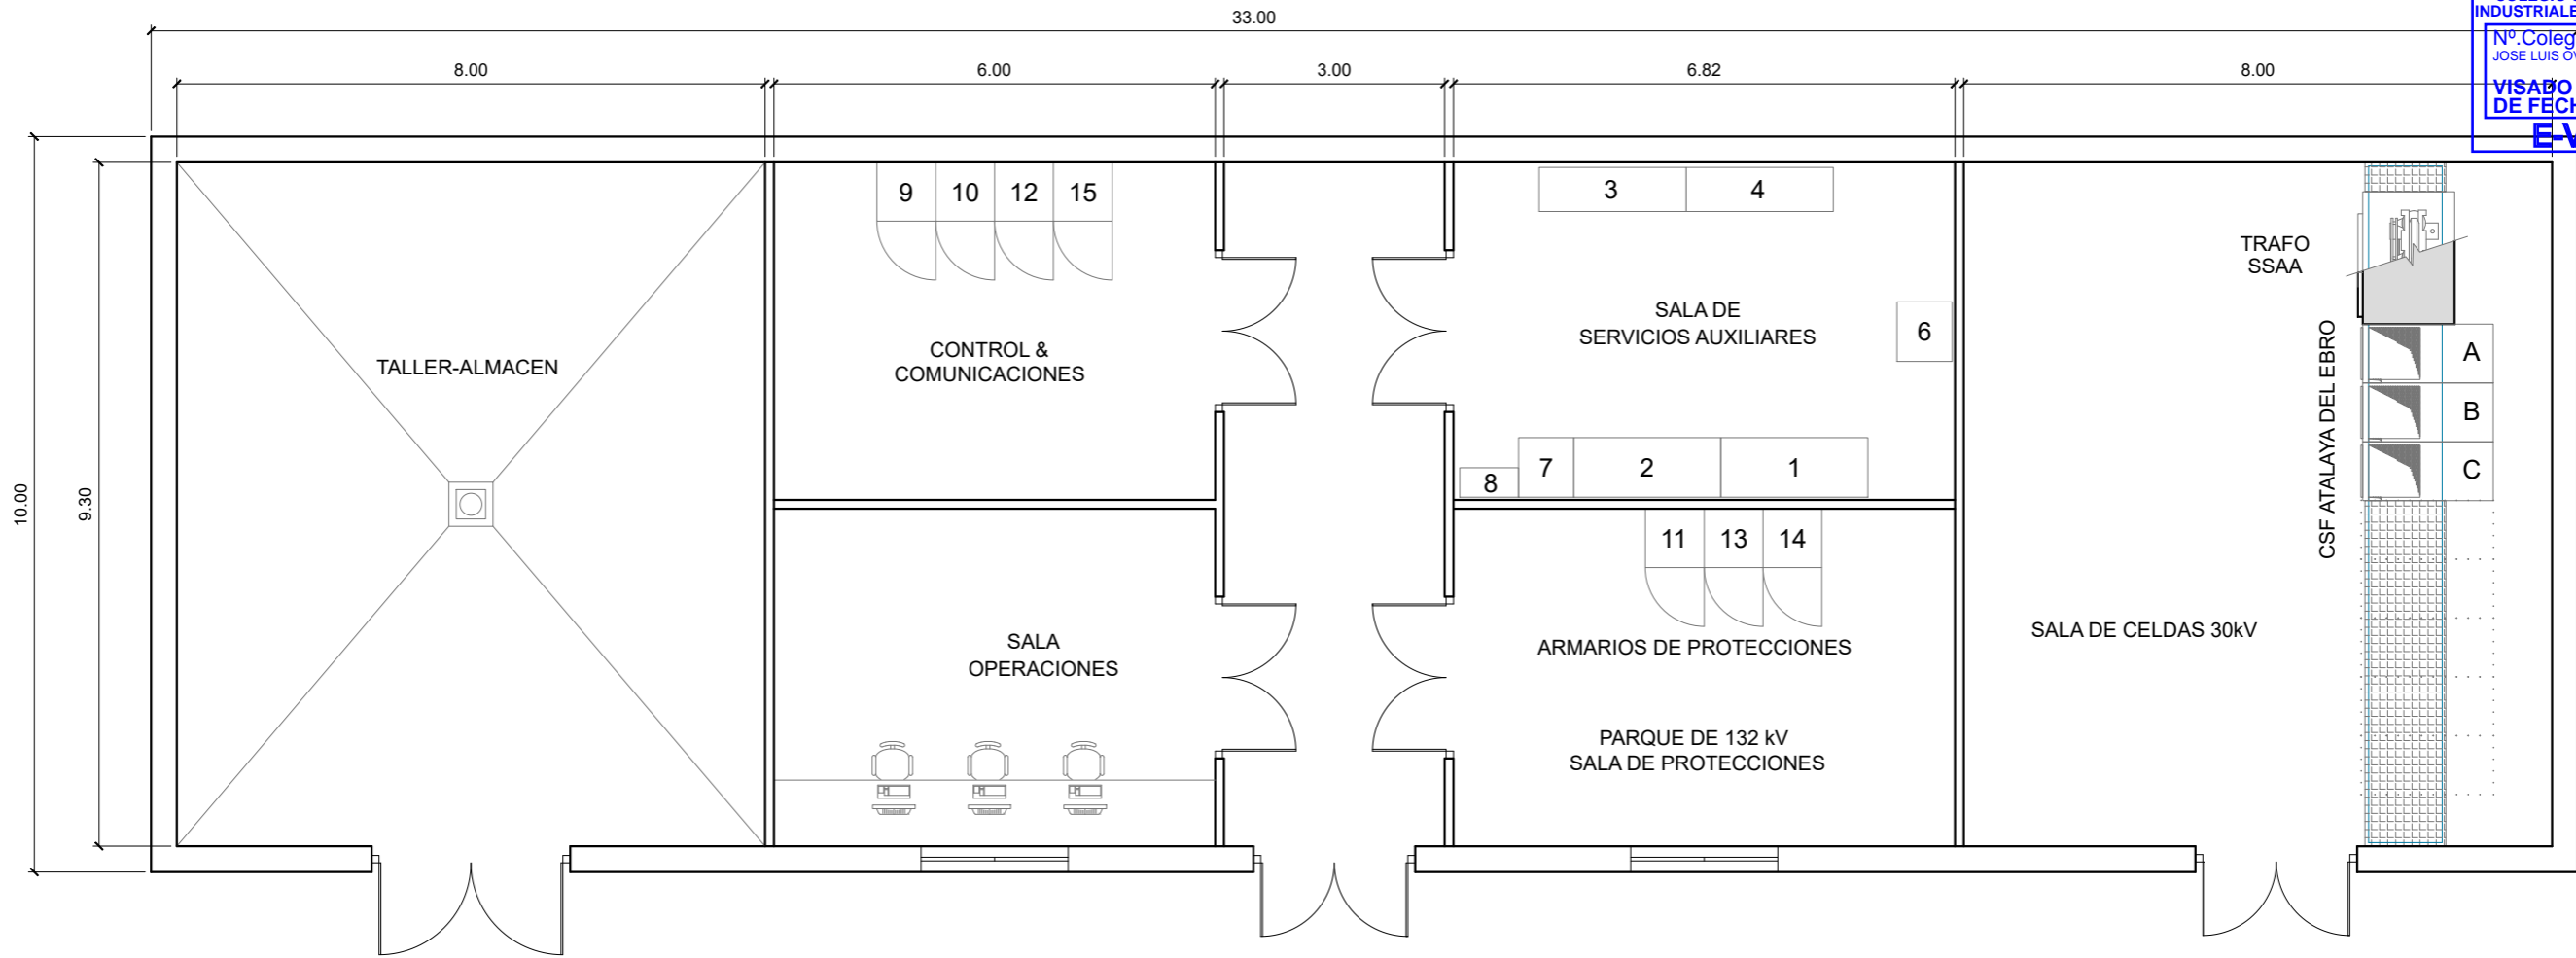 33.00
INDUSTRIALE
Nº.Coleg
JOSE LUIS OV
VISADO
DE FECH
E-V
8.00
6.00
3.00
6.82
8.00
10.00
9.30
9
10
12
15
3
4
TRAFO
SSAA
TALLER-ALMACEN
CONTROL &
COMUNICACIONES
SALA DE
SERVICIOS AUXILIARES
6
CSF ATALAYA DEL EBRO
A
B
C
8
7
2
1
11
13
14
SALA
OPERACIONES
ARMARIOS DE PROTECCIONES
SALA DE CELDAS 30kV
PARQUE DE 132 kV
SALA DE PROTECCIONES